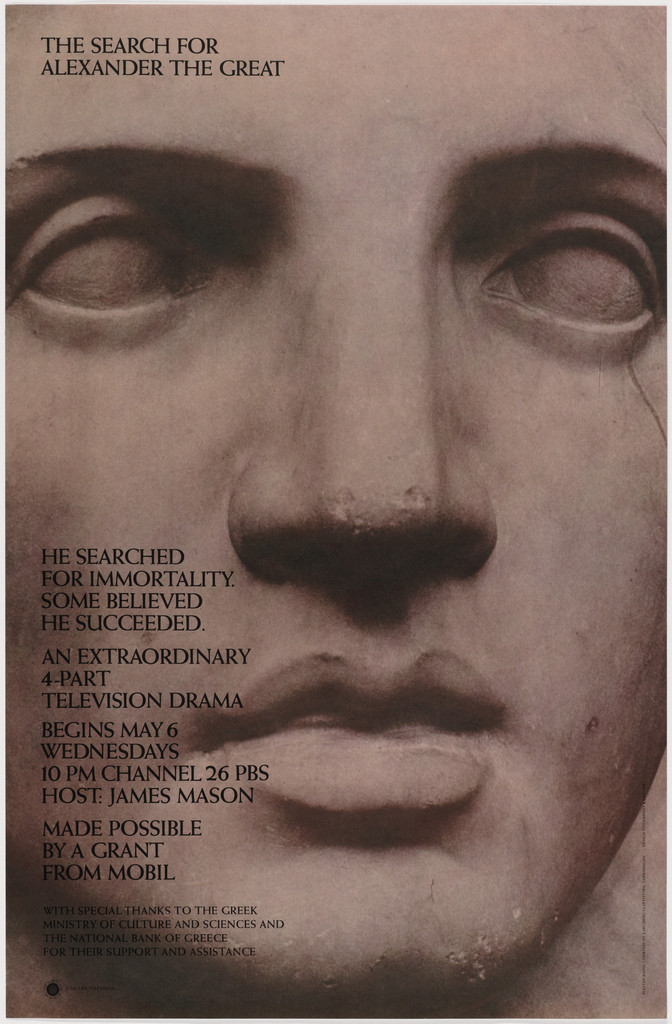 THE SEARCH FOR
ALEXANDER THE GREAT
HE SEARCHED
FOR IMMORTALITY.
SOME BELIEVED
HE SUCCEEDED.
AN EXTRAORDINARY
4-PART
TELEVISION DRAMA
BEGINS MAY 6
WEDNESDAYS
10 PM CHANNEL 26 PBS
HOST: JAMES MASON
MADE POSSIBLE
BY A GRANT
FROM MOBIL
WITH SPECIAL THANKS TO THE GREEK
MINISTRY OF CULTURE AND SCIENCES AND
THE NATIONAL BANK OF GREECE
FOR THEIR SUPPORT AND ASSISTANCE